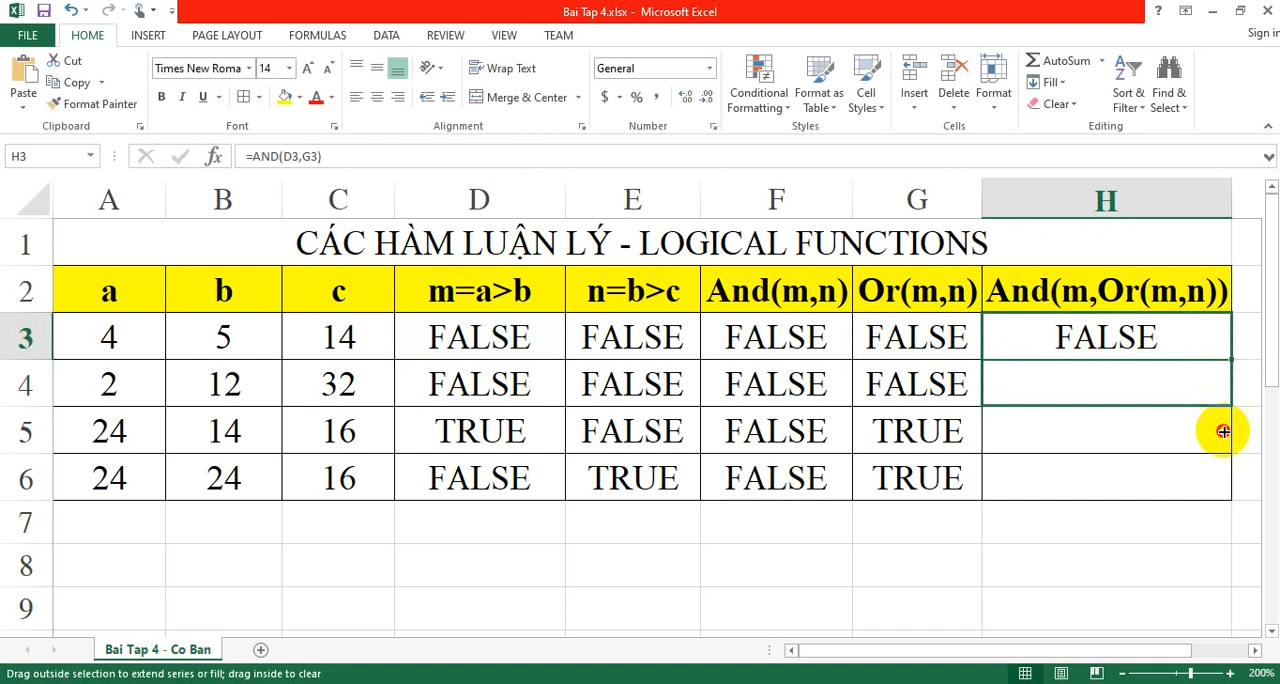 Bai Tap 4.xlsx - Microsoft Excel
Sign in
FILE HOME INSERT PAGE LAYOUT FORMULAS DATA REVIEW VIEW TEAM
Paste
Cut
Copy
Format Painter
Clipboard
Times New Roma 14
B I U
Font
Wrap Text
Merge & Center
Alignment
General
$ % ,
Number
Conditional Formatting
Format as Table
Cell Styles
Styles
Insert
Delete
Format
Cells
AutoSum
Fill
Clear
Sort & Filter
Find & Select
Editing
H3 fx =AND(D3,G3)
A B C D E F G H
1 CÁC HÀM LUẬN LÝ - LOGICAL FUNCTIONS
2 a b c m=a>b n=b>c And(m,n) Or(m,n) And(m,Or(m,n))
3 4 5 14 FALSE FALSE FALSE FALSE FALSE
4 2 12 32 FALSE FALSE FALSE FALSE
5 24 14 16 TRUE FALSE FALSE TRUE
6 24 24 16 FALSE TRUE FALSE TRUE
7
8
9
Bai Tap 4 - Co Ban
Drag outside selection to extend series or fill; drag inside to clear
200%